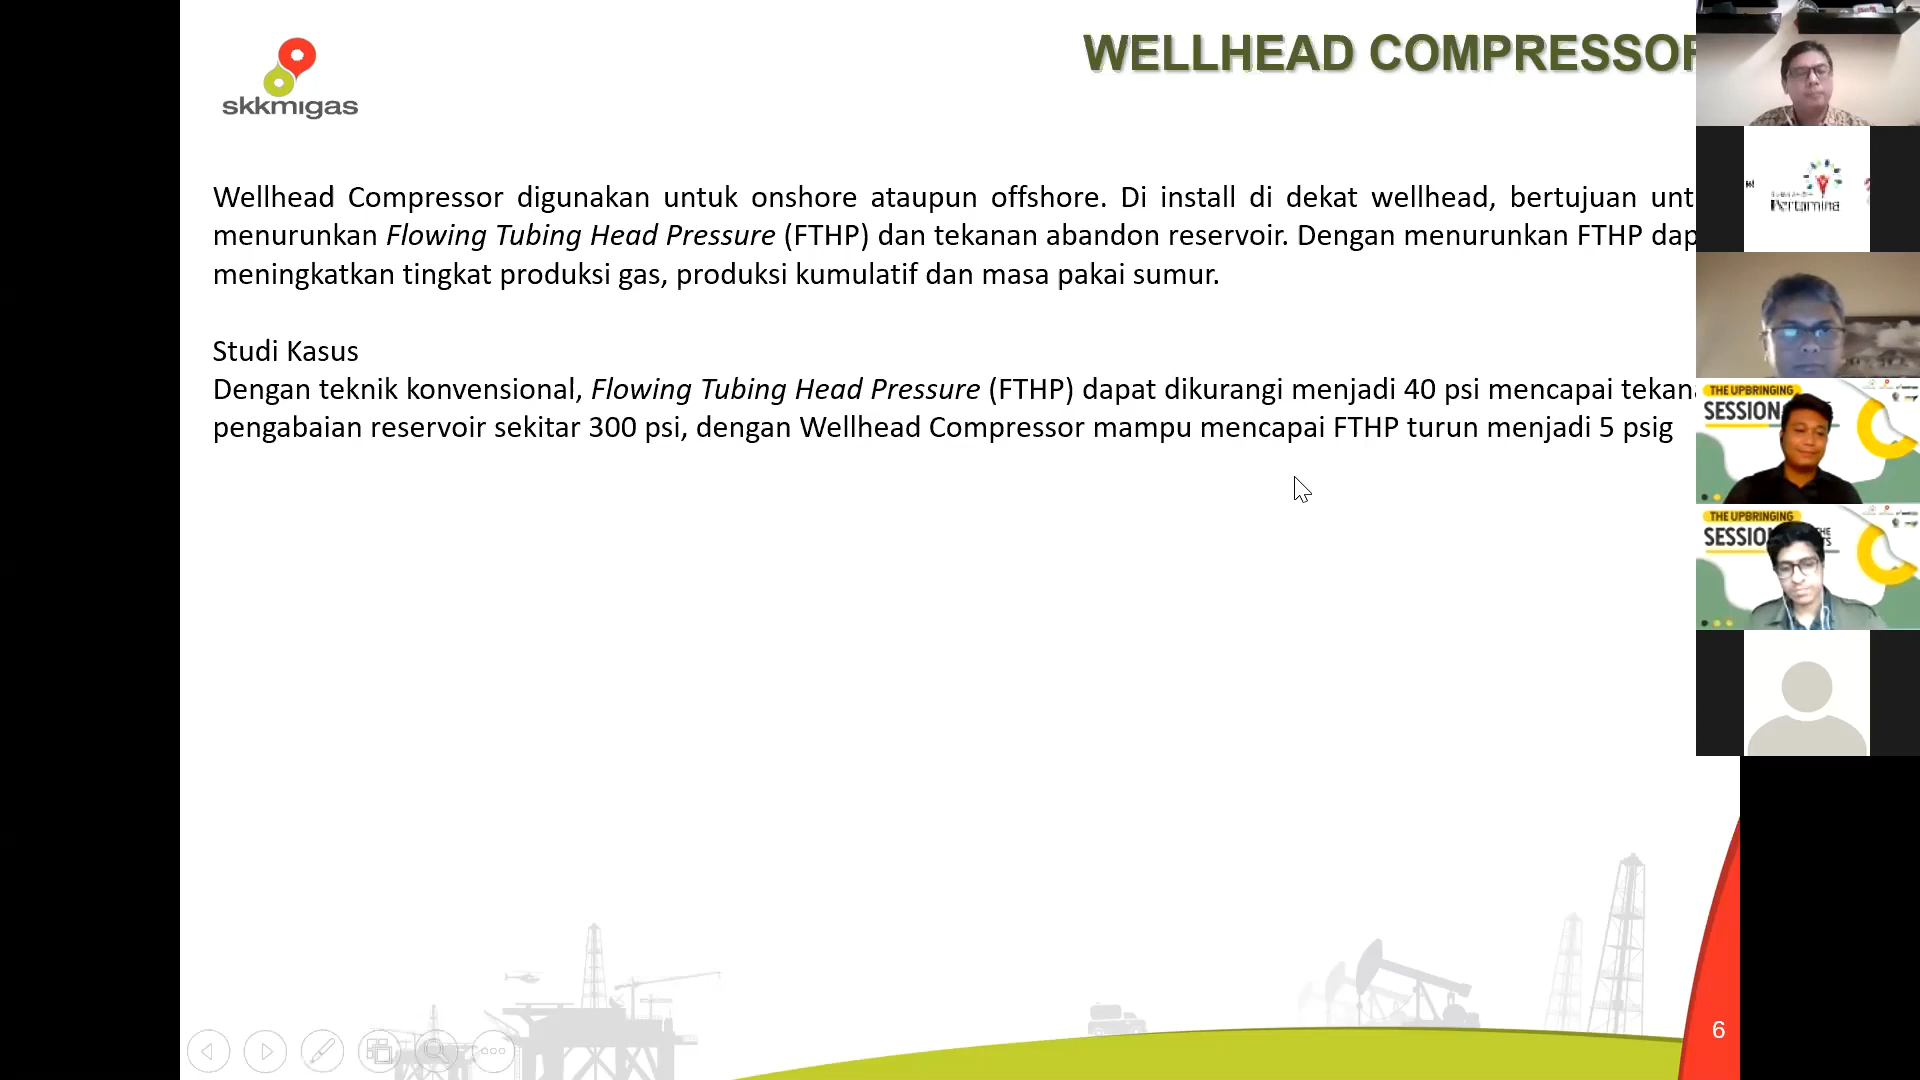 skkmigas
WELLHEAD COMPRESSOR
Wellhead Compressor digunakan untuk onshore ataupun offshore. Di install di dekat wellhead, bertujuan unt
menurunkan Flowing Tubing Head Pressure (FTHP) dan tekanan abandon reservoir. Dengan menurunkan FTHP dap
meningkatkan tingkat produksi gas, produksi kumulatif dan masa pakai sumur.
Studi Kasus
Dengan teknik konvensional, Flowing Tubing Head Pressure (FTHP) dapat dikurangi menjadi 40 psi mencapai tekan
pengabaian reservoir sekitar 300 psi, dengan Wellhead Compressor mampu mencapai FTHP turun menjadi 5 psig
6
Pertamina
THE UPBRINGING
SESSION
THE UPBRINGING
SESSIO